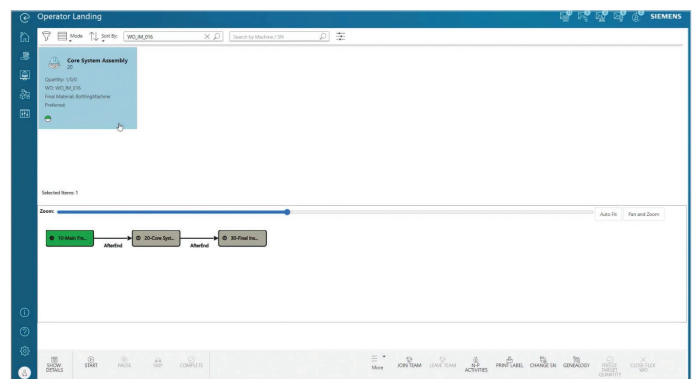 Operator Landing
SIEMENS
Mode
Sort By:
WO_IM_016
Search by Machine / SN
Core System Assembly
20
Quantity: 1/0/0
WO: WO_IM_016
Final Material: BottlingMachine
Preferred:
Selected Items: 1
Zoom:
Auto Fit
Pan and Zoom
10-Main Fra...
AfterEnd
20-Core Syst...
AfterEnd
30-Final Ins...
SHOW DETAILS
START
PAUSE
SKIP
COMPLETE
More
JOIN TEAM
LEAVE TEAM
N-P ACTIVITIES
PRINT LABEL
CHANGE SN
GENEALOGY
TARGET QUANTITY
CLOSE FLEX WO